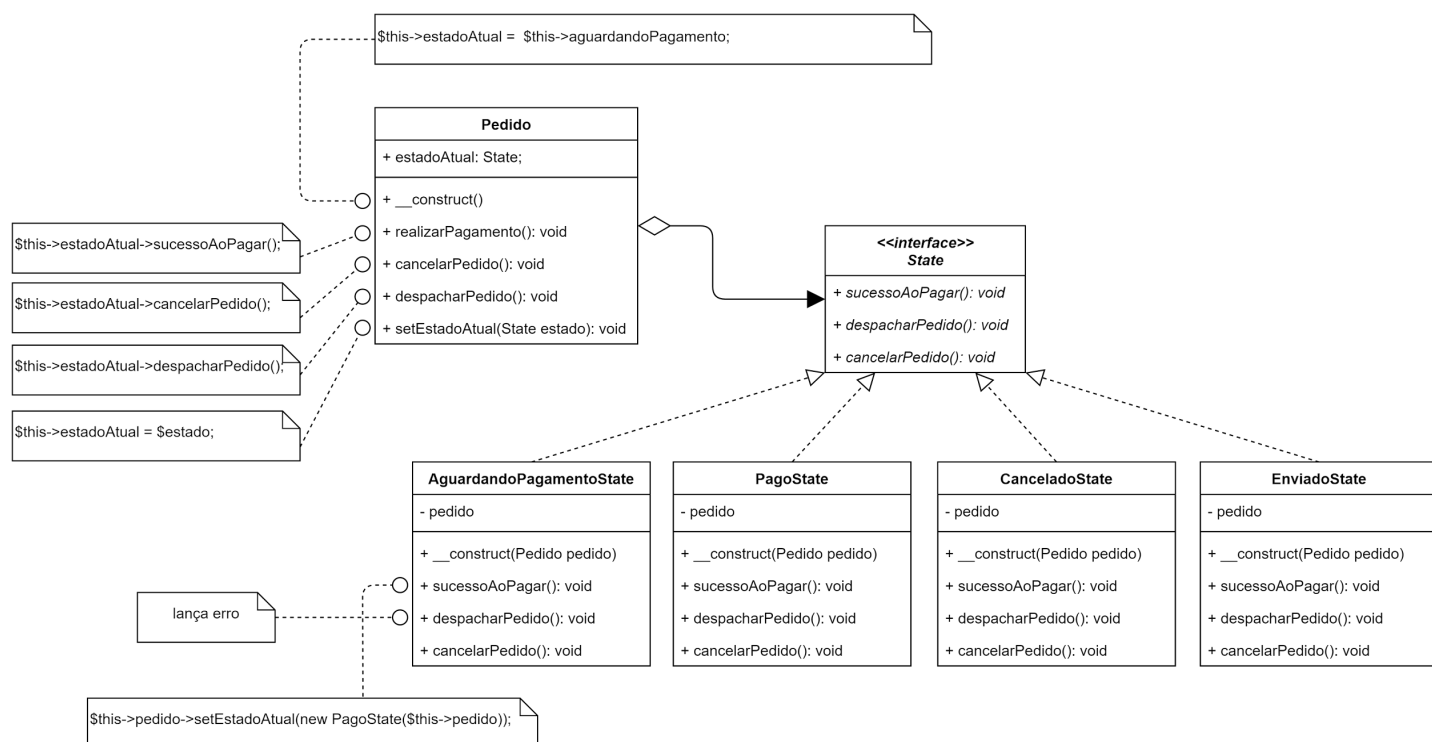 $this->estadoAtual =  $this->aguardandoPagamento;
Pedido
+ estadoAtual: State;
+ __construct()
+ realizarPagamento(): void
+ cancelarPedido(): void
+ despacharPedido(): void
+ setEstadoAtual(State estado): void
$this->estadoAtual->sucessoAoPagar();
$this->estadoAtual->cancelarPedido();
$this->estadoAtual->despacharPedido();
$this->estadoAtual = $estado;
<<interface>>
State
+ sucessoAoPagar(): void
+ despacharPedido(): void
+ cancelarPedido(): void
AguardandoPagamentoState
- pedido
+ __construct(Pedido pedido)
+ sucessoAoPagar(): void
+ despacharPedido(): void
+ cancelarPedido(): void
PagoState
- pedido
+ __construct(Pedido pedido)
+ sucessoAoPagar(): void
+ despacharPedido(): void
+ cancelarPedido(): void
CanceladoState
- pedido
+ __construct(Pedido pedido)
+ sucessoAoPagar(): void
+ despacharPedido(): void
+ cancelarPedido(): void
EnviadoState
- pedido
+ __construct(Pedido pedido)
+ sucessoAoPagar(): void
+ despacharPedido(): void
+ cancelarPedido(): void
lança erro
$this->pedido->setEstadoAtual(new PagoState($this->pedido));